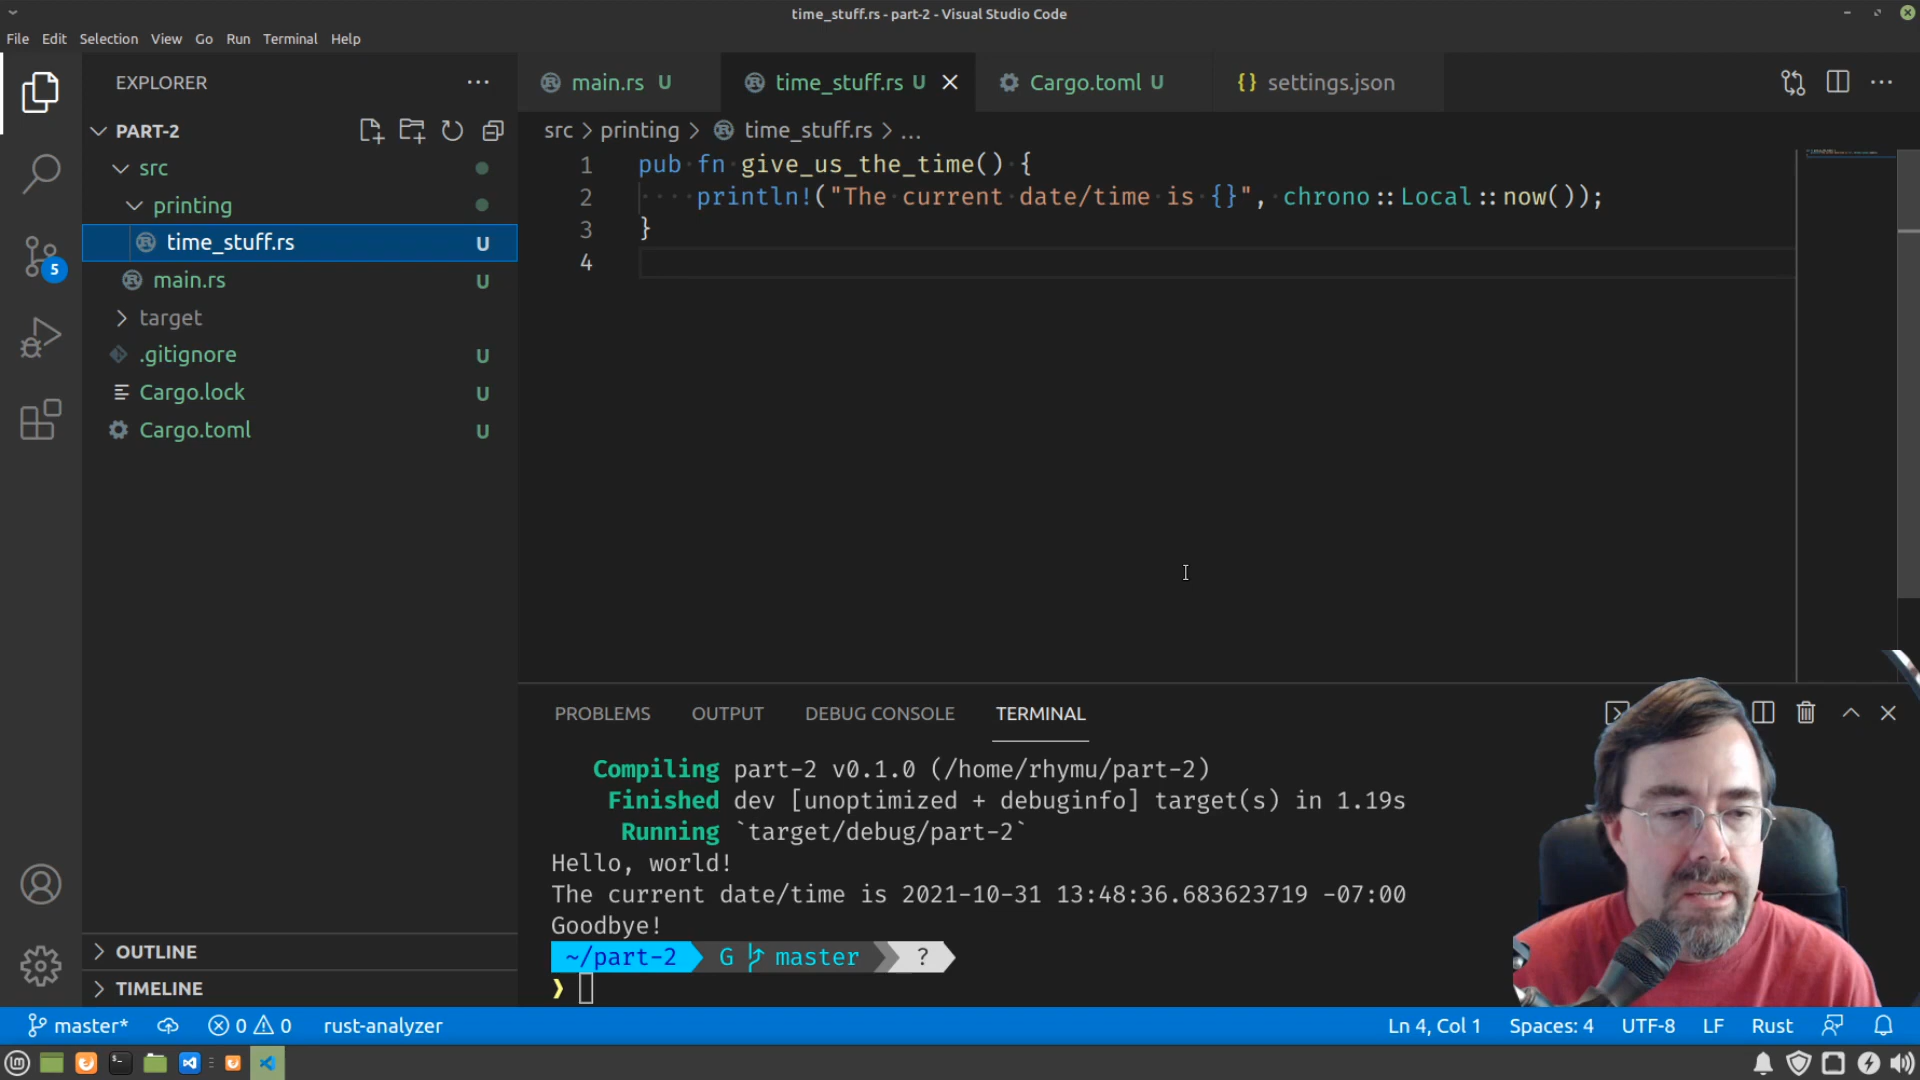 time_stuff.rs - part-2 - Visual Studio Code
File Edit Selection View Go Run Terminal Help
EXPLORER
main.rs U
time_stuff.rs U
Cargo.toml U
{} settings.json
PART-2
src > printing > time_stuff.rs > ...
src
printing
time_stuff.rs U
main.rs U
target
.gitignore U
Cargo.lock U
Cargo.toml U
1 pub fn give_us_the_time() {
2 println!("The current date/time is {}", chrono::Local::now());
3 }
4
5
PROBLEMS OUTPUT DEBUG CONSOLE TERMINAL
Compiling part-2 v0.1.0 (/home/rhymu/part-2)
Finished dev [unoptimized + debuginfo] target(s) in 1.19s
Running `target/debug/part-2`
Hello, world!
The current date/time is 2021-10-31 13:48:36.683623719 -07:00
Goodbye!
~/part-2 G master ?
❯
OUTLINE
TIMELINE
master* 0 0 rust-analyzer
Ln 4, Col 1 Spaces: 4 UTF-8 LF Rust